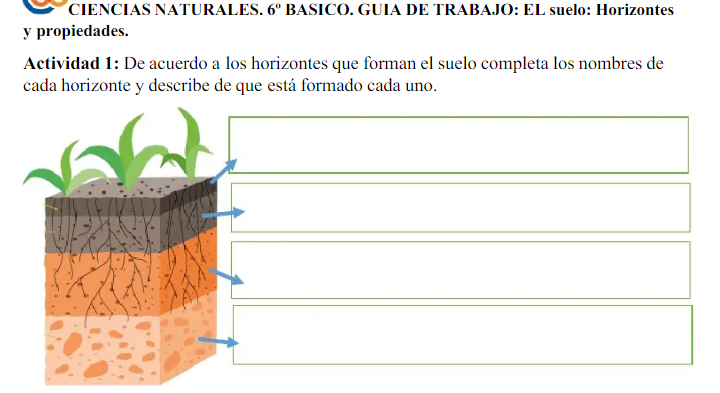 CIENCIAS NATURALES. 6º BASICO. GUIA DE TRABAJO: EL suelo: Horizontes
y propiedades.
Actividad 1: De acuerdo a los horizontes que forman el suelo completa los nombres de
cada horizonte y describe de que está formado cada uno.